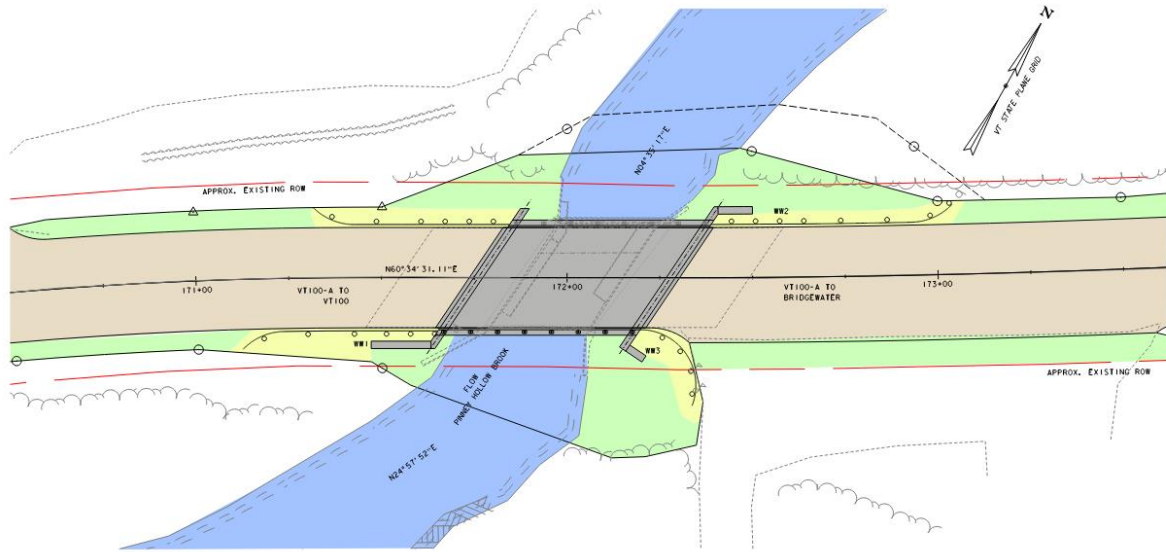 N
VT STATE PLANE GRID
N04°35'17"E
APPROX. EXISTING ROW
WW2
N60°34'31.11"E
171+00
172+00
173+00
VT100-A TO
VT100
VT100-A TO
BRIDGEWATER
WW1
WW3
FLOW
PINNEY HOLLOW BROOK
APPROX. EXISTING ROW
N24°57'52"E